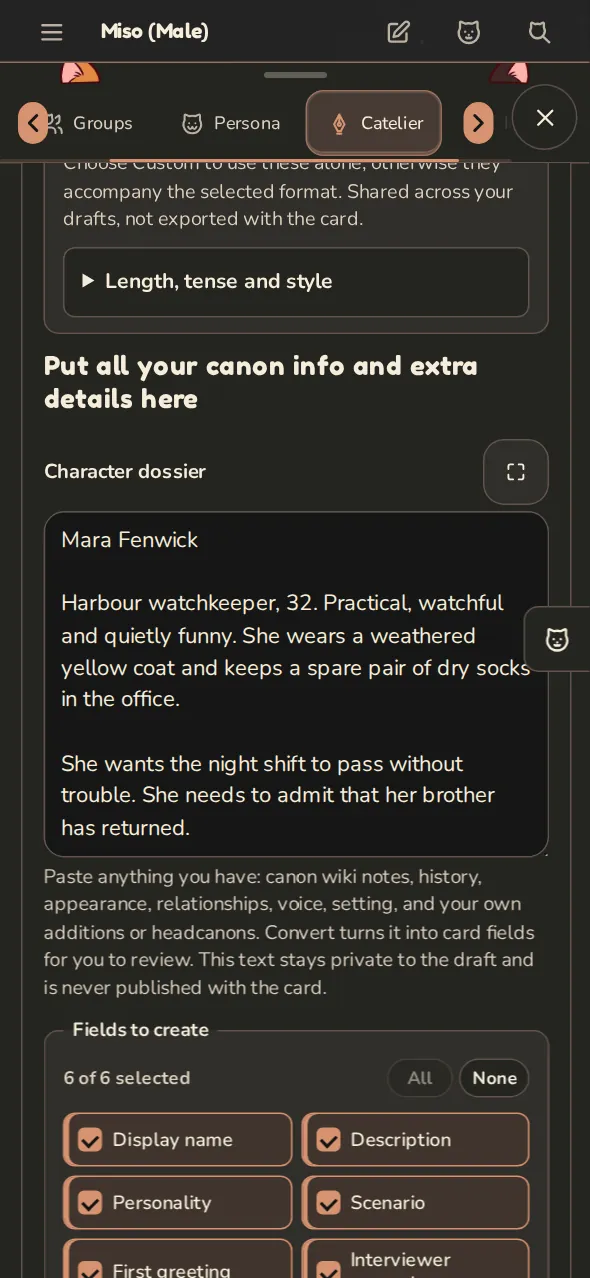 Miso (Male)
Groups
Persona
Catelier
Choose Custom to use these alone, otherwise they
accompany the selected format. Shared across your
drafts, not exported with the card.
Length, tense and style
Put all your canon info and extra
details here
Character dossier
Mara Fenwick
Harbour watchkeeper, 32. Practical, watchful
and quietly funny. She wears a weathered
yellow coat and keeps a spare pair of dry socks
in the office.
She wants the night shift to pass without
trouble. She needs to admit that her brother
has returned.
Paste anything you have: canon wiki notes, history,
appearance, relationships, voice, setting, and your own
additions or headcanons. Convert turns it into card fields
for you to review. This text stays private to the draft and
is never published with the card.
Fields to create
6 of 6 selected
All
None
Display name
Description
Personality
Scenario
First greeting
Interviewer